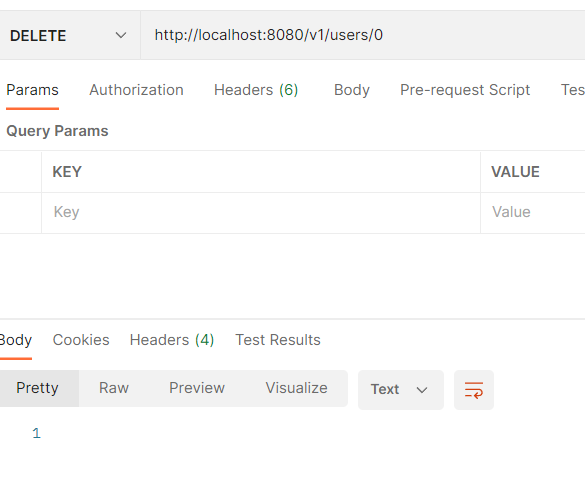 DELETE http://localhost:8080/v1/users/0
Params Authorization Headers (6) Body Pre-request Script Tes
Query Params
KEY VALUE
Key Value
Body Cookies Headers (4) Test Results
Pretty Raw Preview Visualize Text
1